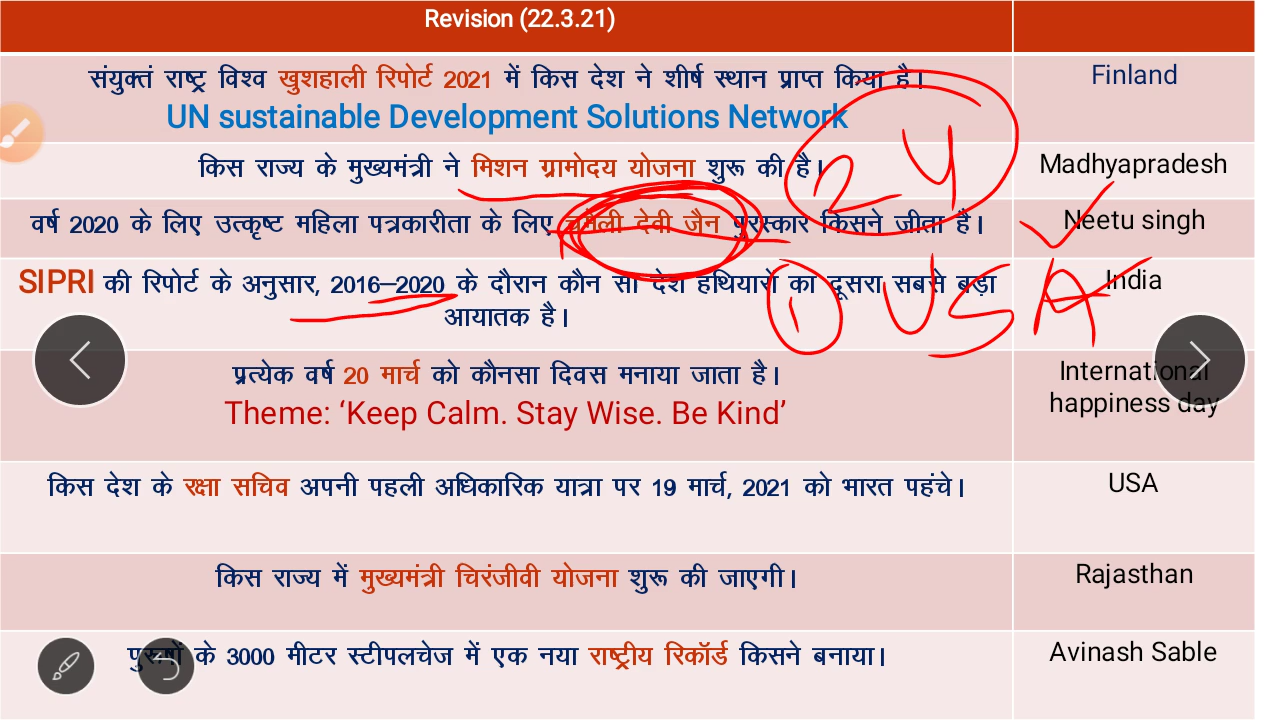 Revision (22.3.21)
संयुक्तं राष्ट्र विश्व खुशहाली रिपोर्ट 2021 में किस देश ने शीर्ष स्थान प्राप्त किया है।
Finland
UN sustainable Development Solutions Network
किस राज्य के मुख्यमंत्री ने मिशन ग्रामोदय योजना शुरू की है।
Madhyapradesh
24
वर्ष 2020 के लिए उत्कृष्ट महिला पत्रकारीता के लिए चमेली देवी जैन पुरस्कार किसने जीता है।
Neetu singh
SIPRI की रिपोर्ट के अनुसार, 2016–2020 के दौरान कौन सा देश हथियारो का दूसरा सबसे बड़ा
आयातक है।
India
1 USA
प्रत्येक वर्ष 20 मार्च को कौनसा दिवस मनाया जाता है।
Theme: ‘Keep Calm. Stay Wise. Be Kind’
International
happiness day
किस देश के रक्षा सचिव अपनी पहली अधिकारिक यात्रा पर 19 मार्च, 2021 को भारत पहंचे।
USA
किस राज्य में मुख्यमंत्री चिरंजीवी योजना शुरू की जाएगी।
Rajasthan
पुरूषों के 3000 मीटर स्टीपलचेज में एक नया राष्ट्रीय रिकॉर्ड किसने बनाया।
Avinash Sable